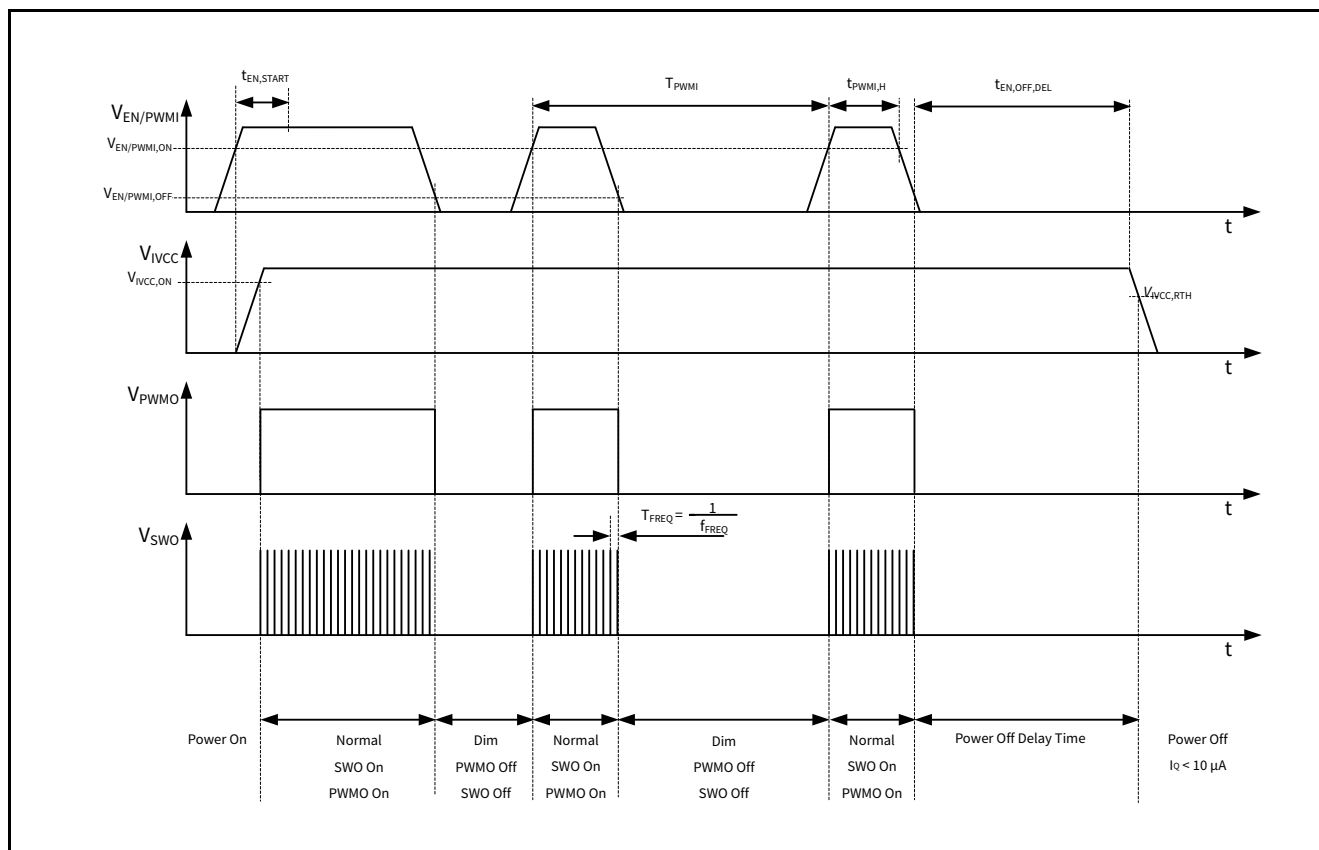 tEN,START
TPWMI
tPWMI,H
tEN,OFF,DEL
VEN/PWMI
VEN/PWMI,ON
VEN/PWMI,OFF
t
VIVCC
VIVCC,ON
VIVCC,RTH
t
VPWMO
t
TFREQ = 1
fFREQ
VSWO
t
Power On
Normal
SWO On
PWMO On
Dim
PWMO Off
SWO Off
Normal
SWO On
PWMO On
Dim
PWMO Off
SWO Off
Normal
SWO On
PWMO On
Power Off Delay Time
Power Off
IQ < 10 µA